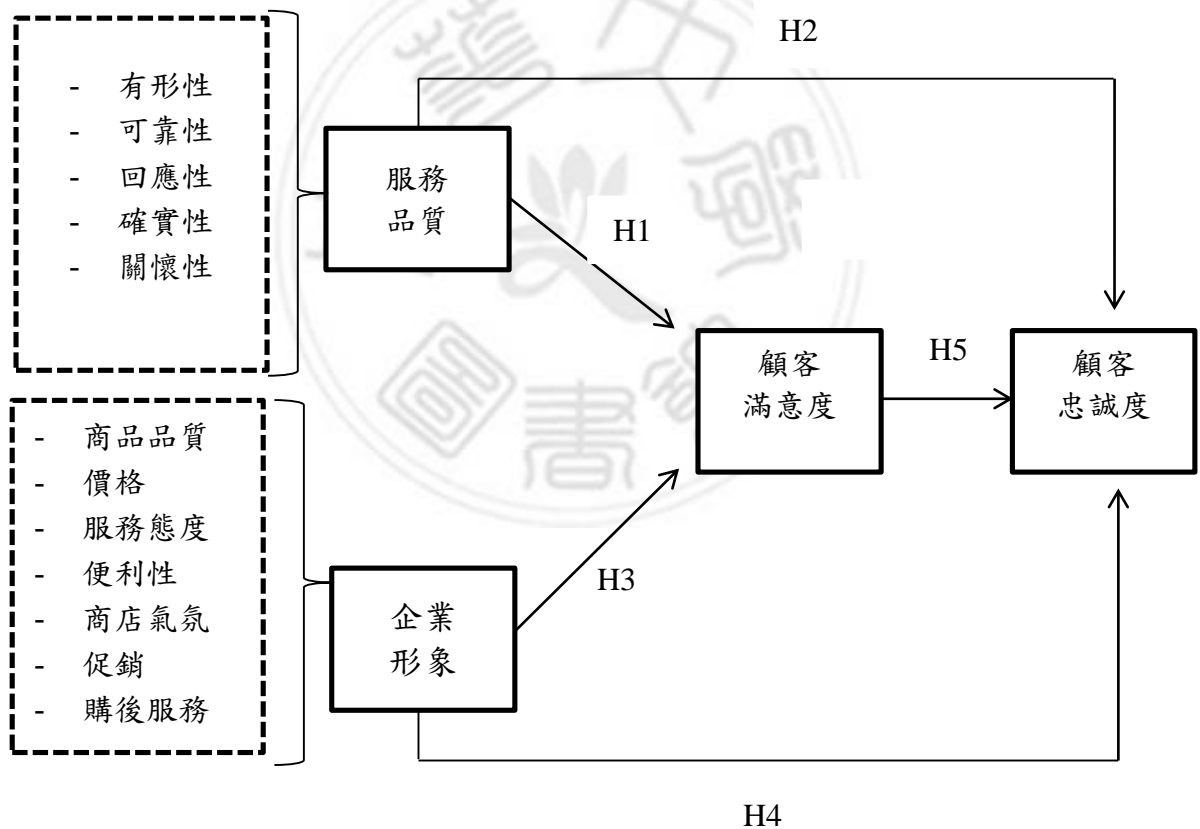 H2
- 有形性
- 可靠性
- 回應性
- 確實性
- 關懷性
服務
品質
H1
顧客
滿意度
H5
顧客
忠誠度
- 商品品質
- 價格
- 服務態度
- 便利性
- 商店氣氛
- 促銷
- 購後服務
企業
形象
H3
H4